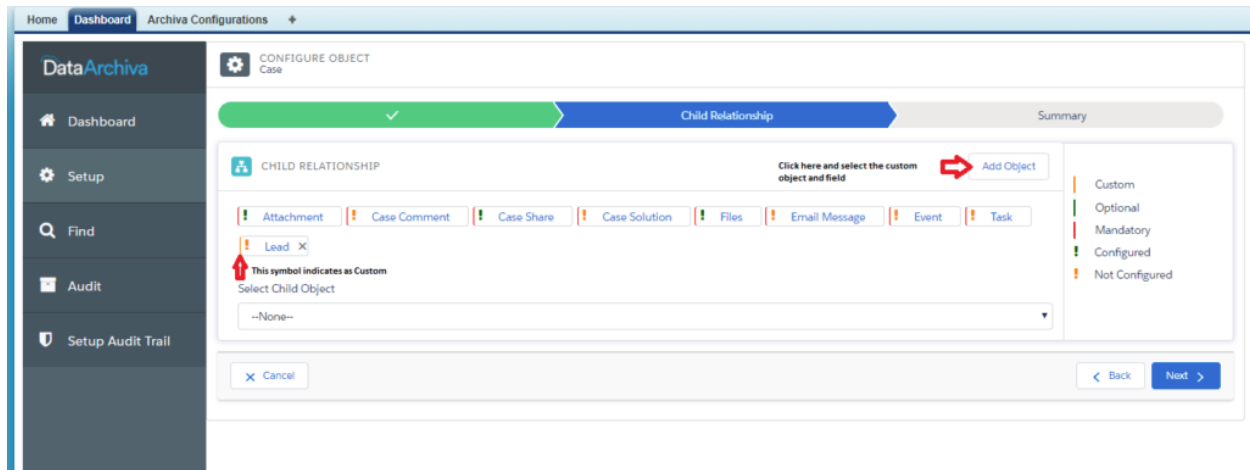 Home Dashboard Archiva Configurations +
DataArchiva
CONFIGURE OBJECT
Case
Dashboard
Setup
Find
Audit
Setup Audit Trail
Child Relationship
Summary
CHILD RELATIONSHIP
Click here and select the custom
object and field
Add Object
! Attachment ! Case Comment ! Case Share ! Case Solution ! Files ! Email Message ! Event ! Task
! Lead ×
This symbol indicates as Custom
Select Child Object
--None--
Custom
Optional
Mandatory
! Configured
! Not Configured
× Cancel
< Back
Next >